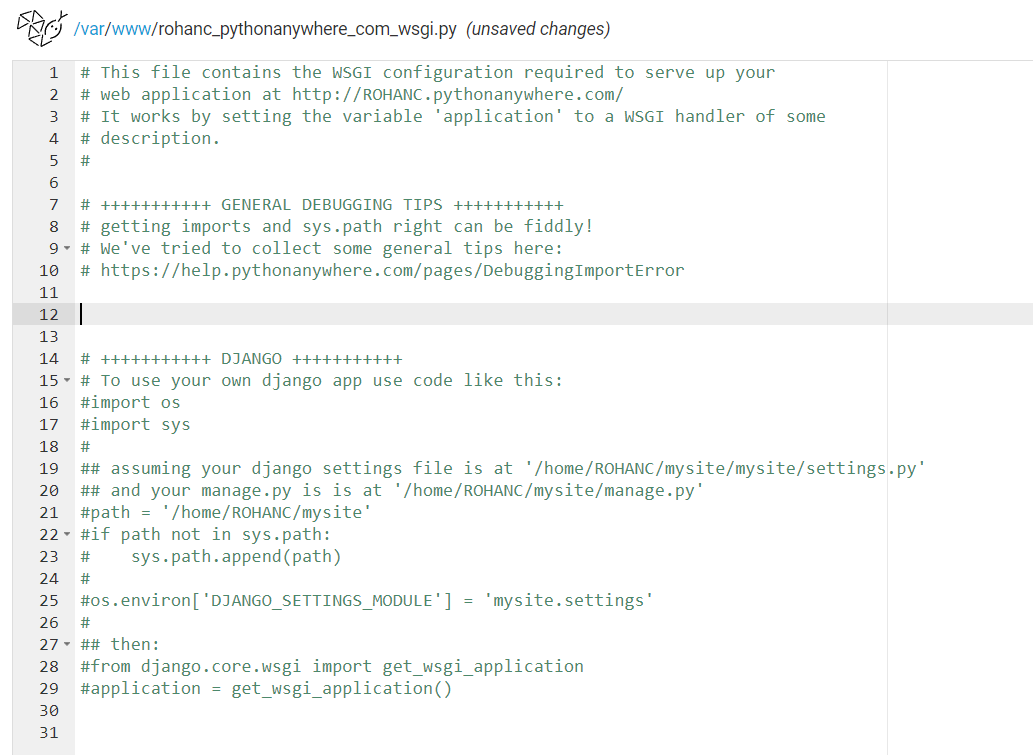 /var/www/rohanc_pythonanywhere_com_wsgi.py (unsaved changes)
1 # This file contains the WSGI configuration required to serve up your
2 # web application at http://ROHANC.pythonanywhere.com/
3 # It works by setting the variable 'application' to a WSGI handler of some
4 # description.
5 #
6
7 # +++++++++++ GENERAL DEBUGGING TIPS +++++++++++
8 # getting imports and sys.path right can be fiddly!
9 # We've tried to collect some general tips here:
10 # https://help.pythonanywhere.com/pages/DebuggingImportError
11
12
13
14 # +++++++++++ DJANGO +++++++++++
15 # To use your own django app use code like this:
16 #import os
17 #import sys
18 #
19 ## assuming your django settings file is at '/home/ROHANC/mysite/mysite/settings.py'
20 ## and your manage.py is is at '/home/ROHANC/mysite/manage.py'
21 #path = '/home/ROHANC/mysite'
22 #if path not in sys.path:
23 #    sys.path.append(path)
24 #
25 #os.environ['DJANGO_SETTINGS_MODULE'] = 'mysite.settings'
26 #
27 ## then:
28 #from django.core.wsgi import get_wsgi_application
29 #application = get_wsgi_application()
30
31